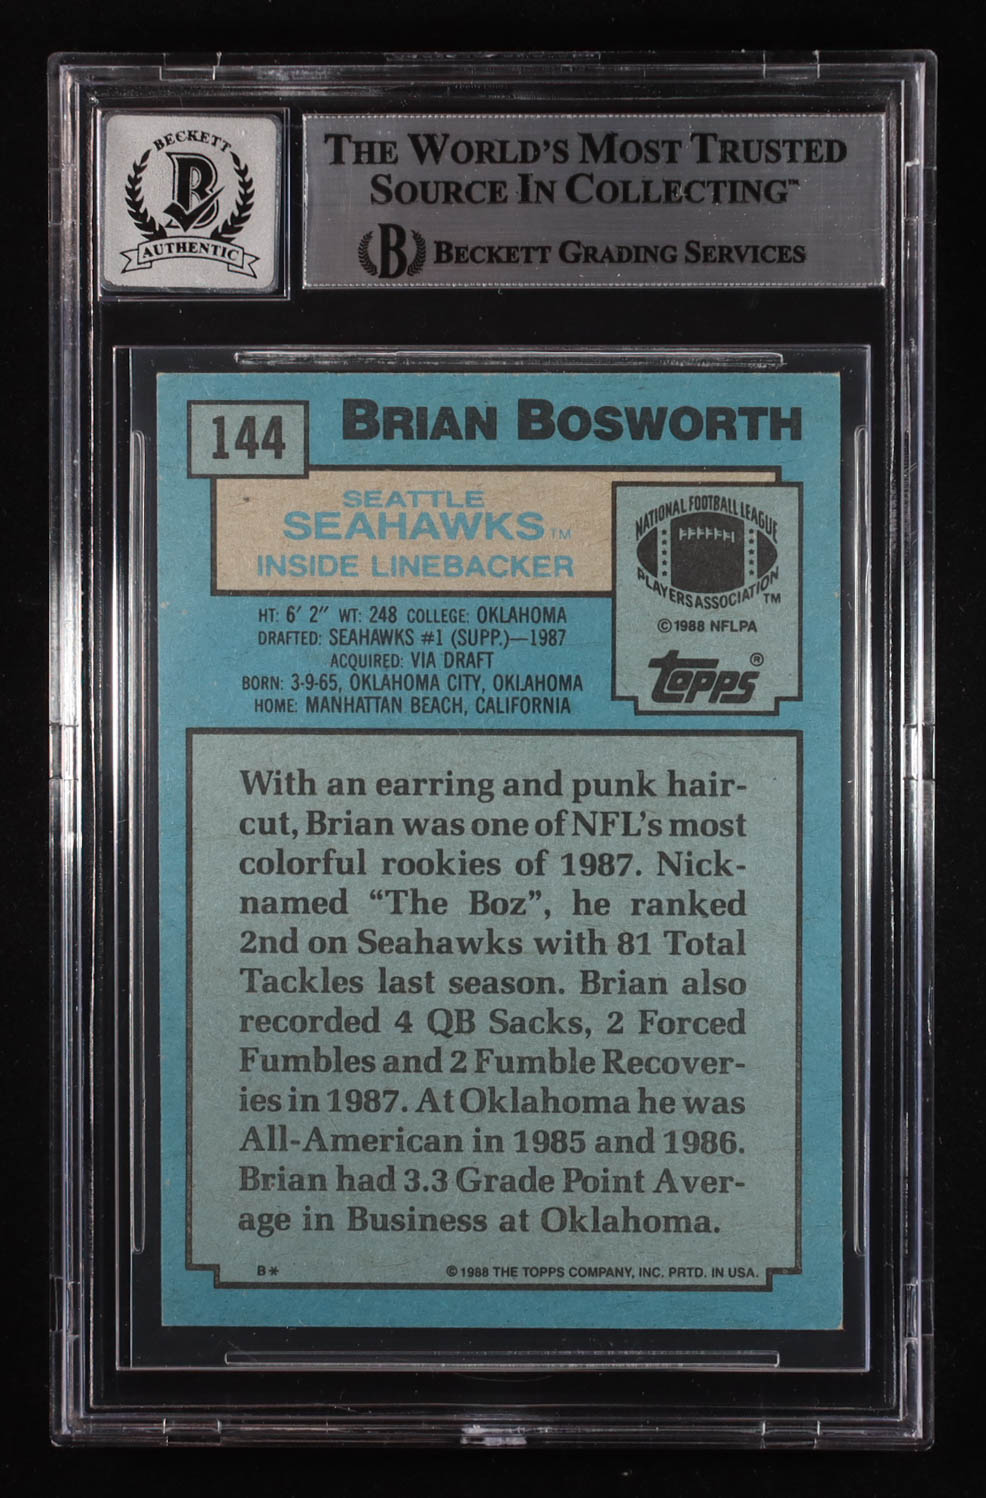 BECKETT
B
AUTHENTIC
THE WORLD'S MOST TRUSTED
SOURCE IN COLLECTING™
B BECKETT GRADING SERVICES
144
BRIAN BOSWORTH
SEATTLE
SEAHAWKS™
INSIDE LINEBACKER
NATIONAL FOOTBALL LEAGUE
PLAYERS ASSOCIATION™
©1988 NFLPA
topps®
HT: 6' 2" WT: 248 COLLEGE: OKLAHOMA
DRAFTED: SEAHAWKS #1 (SUPP.)—1987
ACQUIRED: VIA DRAFT
BORN: 3-9-65, OKLAHOMA CITY, OKLAHOMA
HOME: MANHATTAN BEACH, CALIFORNIA
With an earring and punk hair-
cut, Brian was one of NFL's most
colorful rookies of 1987. Nick-
named "The Boz", he ranked
2nd on Seahawks with 81 Total
Tackles last season. Brian also
recorded 4 QB Sacks, 2 Forced
Fumbles and 2 Fumble Recover-
ies in 1987. At Oklahoma he was
All-American in 1985 and 1986.
Brian had 3.3 Grade Point Aver-
age in Business at Oklahoma.
B* ©1988 THE TOPPS COMPANY, INC. PRTD. IN USA.